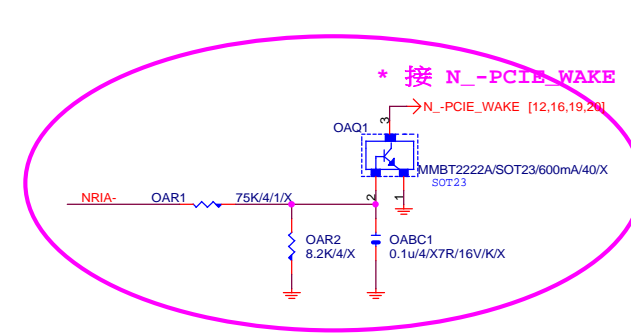 * 接 N_-PCIE_WAKE
N_-PCIE_WAKE [12,16,19,20]
3
OAQ1
MMBT2222A/SOT23/600mA/40/X
SOT23
2
1
NRIA-
OAR1
75K/4/1/X
OAR2
8.2K/4/X
OABC1
0.1u/4/X7R/16V/K/X